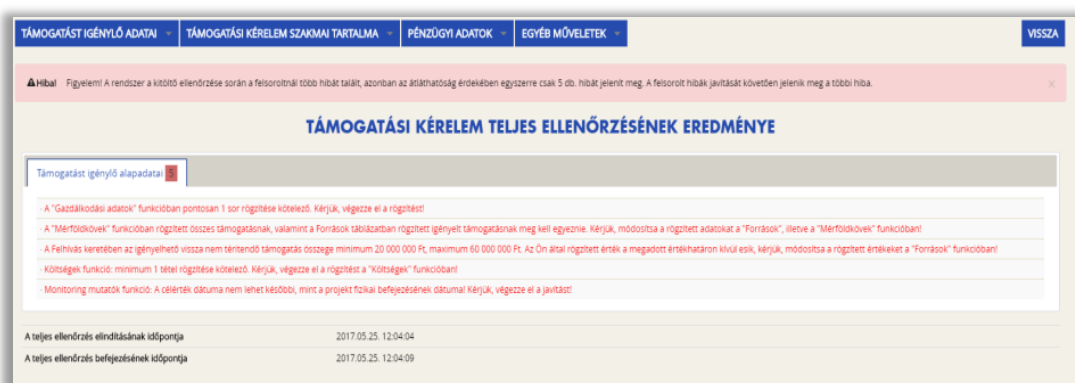 TÁMOGATÁST IGÉNYLŐ ADATAI TÁMOGATÁSI KÉRELEM SZAKMAI TARTALMA PÉNZÜGYI ADATOK EGYÉB MŰVELETEK VISSZA
Hiba! Figyelem! A rendszer a kitöltő ellenőrzése során a felsoroltnál több hibát talált, azonban az átláthatóság érdekében egyszerre csak 5 db. hibát jelenít meg. A felsorolt hibák javítását követően jelenik meg a többi hiba. ×
TÁMOGATÁSI KÉRELEM TELJES ELLENŐRZÉSÉNEK EREDMÉNYE
Támogatást igénylő alapadatai 5
· A "Gazdálkodási adatok" funkcióban pontosan 1 sor rögzítése kötelező. Kérjük, végezze el a rögzítést!
· A "Mérföldkövek" funkcióban rögzített összes támogatásnak, valamint a Források táblázatban rögzített igényelt támogatásnak meg kell egyeznie. Kérjük, módosítsa a rögzített adatokat a "Források", illetve a "Mérföldkövek" funkcióban!
· A Felhívás keretében az igényelhető vissza nem térítendő támogatás összege minimum 20 000 000 Ft, maximum 60 000 000 Ft. Az Ön által rögzített érték a megadott értékhatáron kívül esik, kérjük, módosítsa a rögzített értékeket a "Források" funkcióban!
· Költségek funkció: minimum 1 tétel rögzítése kötelező. Kérjük, végezze el a rögzítést a "Költségek" funkcióban!
· Monitoring mutatók funkció: A célérték dátuma nem lehet későbbi, mint a projekt fizikai befejezésének dátuma! Kérjük, végezze el a javítást!
A teljes ellenőrzés elindításának időpontja 2017.05.25. 12:04:04
A teljes ellenőrzés befejezésének időpontja 2017.05.25. 12:04:09